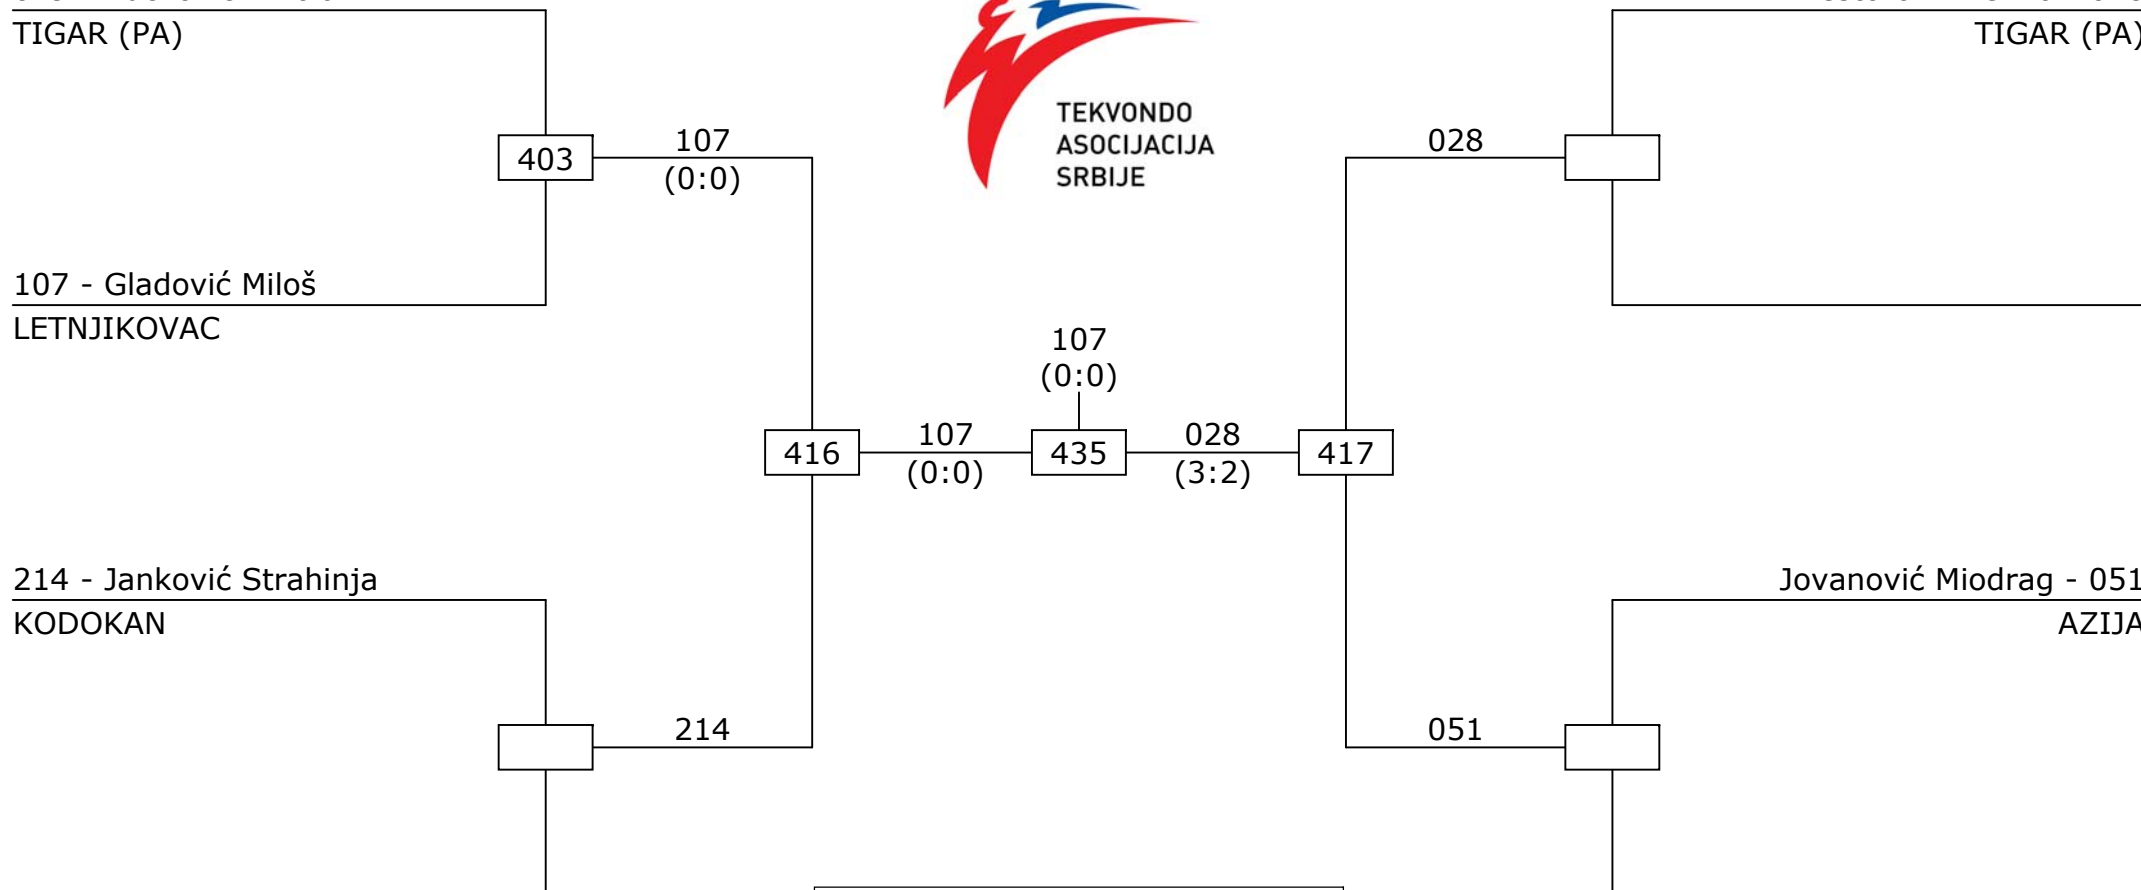 TIGAR (PA)
TIGAR (PA)
TEKVONDO
ASOCIJACIJA
SRBIJE
403
107
(0:0)
028
107 - Gladović Miloš
LETNJIKOVAC
107
(0:0)
416
107
(0:0)
435
028
(3:2)
417
214 - Janković Strahinja
KODOKAN
Jovanović Miodrag - 051
AZIJA
214
051